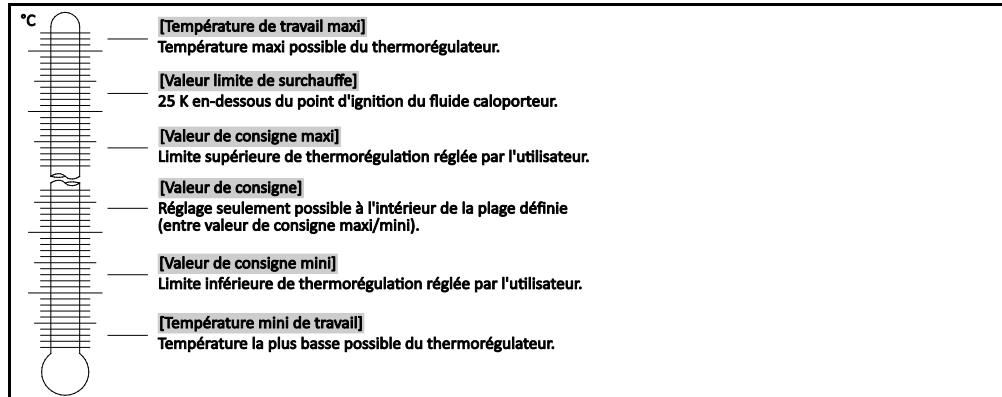 °C
[Température de travail maxi]
Température maxi possible du thermorégulateur.
[Valeur limite de surchauffe]
25 K en-dessous du point d'ignition du fluide caloporteur.
[Valeur de consigne maxi]
Limite supérieure de thermorégulation réglée par l'utilisateur.
[Valeur de consigne]
Réglage seulement possible à l'intérieur de la plage définie
(entre valeur de consigne maxi/mini).
[Valeur de consigne mini]
Limite inférieure de thermorégulation réglée par l'utilisateur.
[Température mini de travail]
Température la plus basse possible du thermorégulateur.